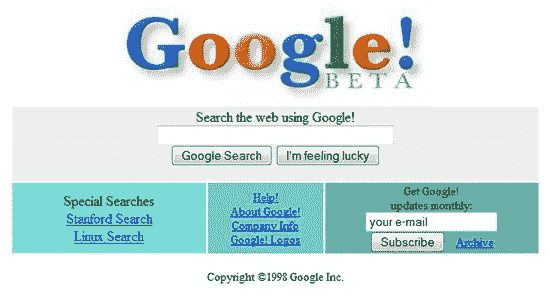 Google!
BETA
Search the web using Google!
Google Search
I'm feeling lucky
Special Searches
Stanford Search
Linux Search
Help!
About Google!
Company Info
Google! Logos
Get Google!
updates monthly:
your e-mail
Subscribe
Archive
Copyright ©1998 Google Inc.